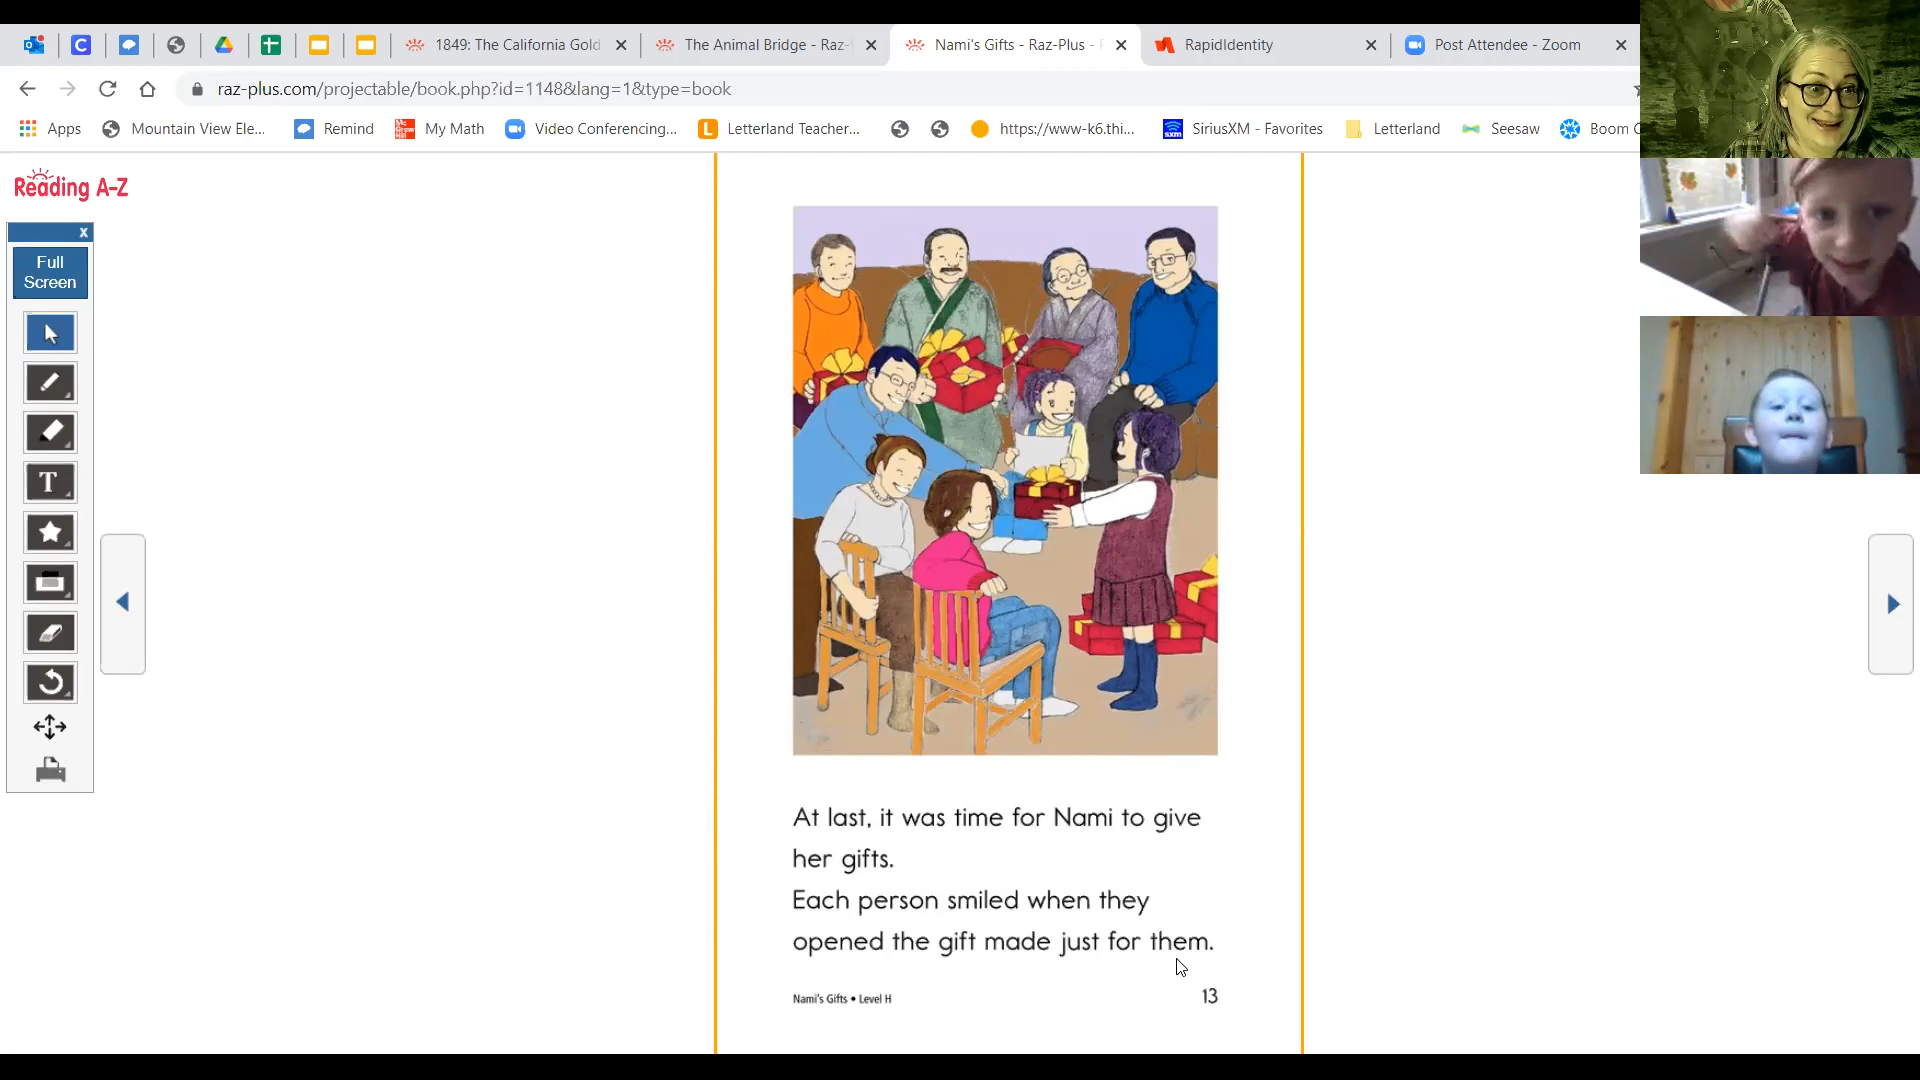 1849: The California Gold
The Animal Bridge - Raz-
Nami's Gifts - Raz-Plus -
RapidIdentity
Post Attendee - Zoom
raz-plus.com/projectable/book.php?id=1148&lang=1&type=book
Apps
Mountain View Ele...
Remind
My Math
Video Conferencing...
Letterland Teacher...
https://www-k6.thi...
SiriusXM - Favorites
Letterland
Seesaw
Boom
Reading A-Z
x
Full
Screen
T
At last, it was time for Nami to give
her gifts.
Each person smiled when they
opened the gift made just for them.
Nami's Gifts • Level H
13